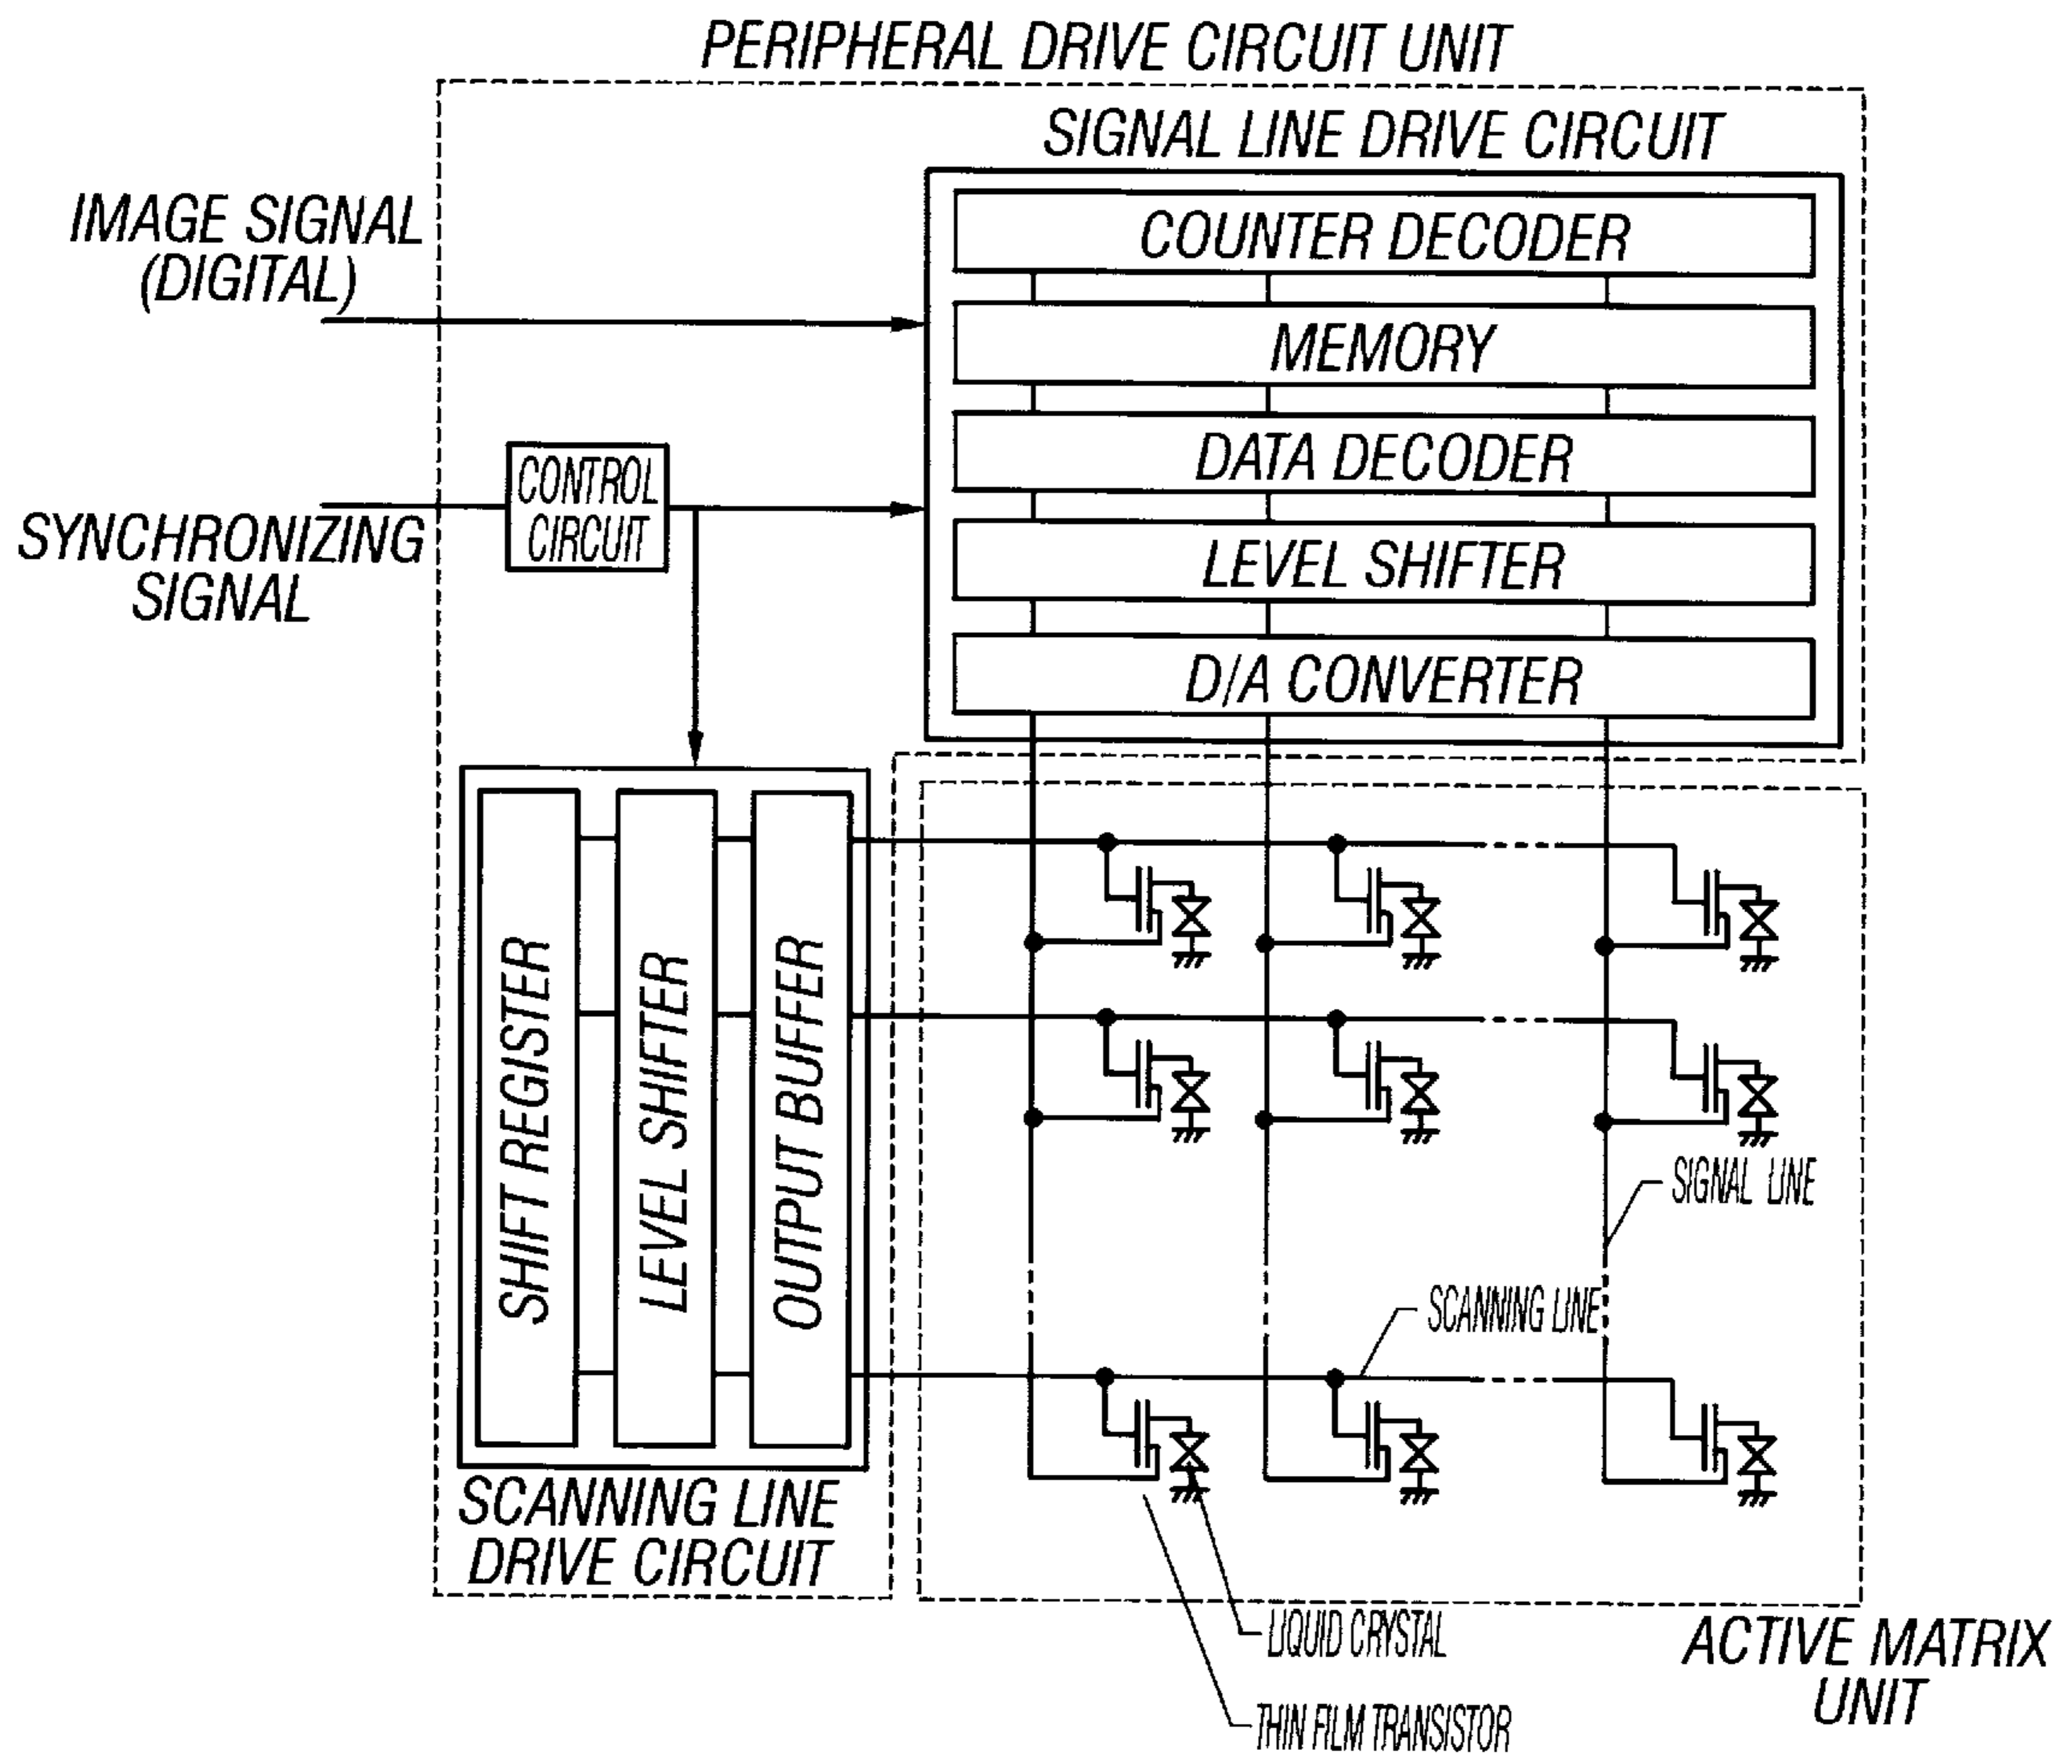 PERIPHERAL DRIVE CIRCUIT UNIT
SIGNAL LINE DRIVE CIRCUIT
IMAGE SIGNAL
(DIGITAL)
COUNTER DECODER
MEMORY
DATA DECODER
LEVEL SHIFTER
D/A CONVERTER
CONTROL
CIRCUIT
SYNCHRONIZING
SIGNAL
SHIFT REGISTER
LEVEL SHIFTER
OUTPUT BUFFER
SIGNAL LINE
SCANNING LINE
SCANNING LINE
DRIVE CIRCUIT
LIQUID CRYSTAL
THIN FILM TRANSISTOR
ACTIVE MATRIX
UNIT